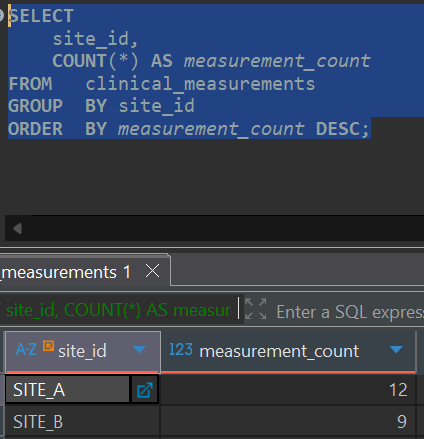 SELECT
site_id,
COUNT(*) AS measurement_count
FROM clinical_measurements
GROUP BY site_id
ORDER BY measurement_count DESC;
_measurements 1
site_id, COUNT(*) AS measur
Enter a SQL express
A-Z site_id
123 measurement_count
SITE_A 12
SITE_B 9